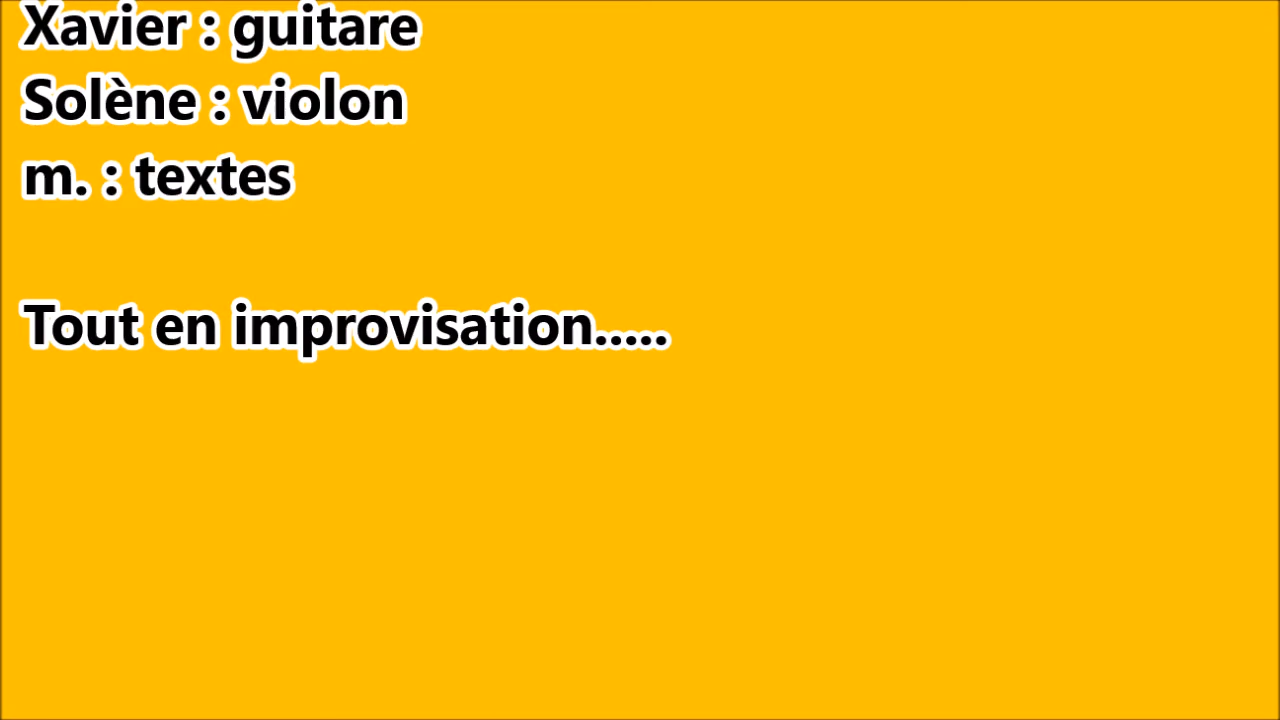 Xavier : guitare
Solène : violon
m. : textes
Tout en improvisation.....